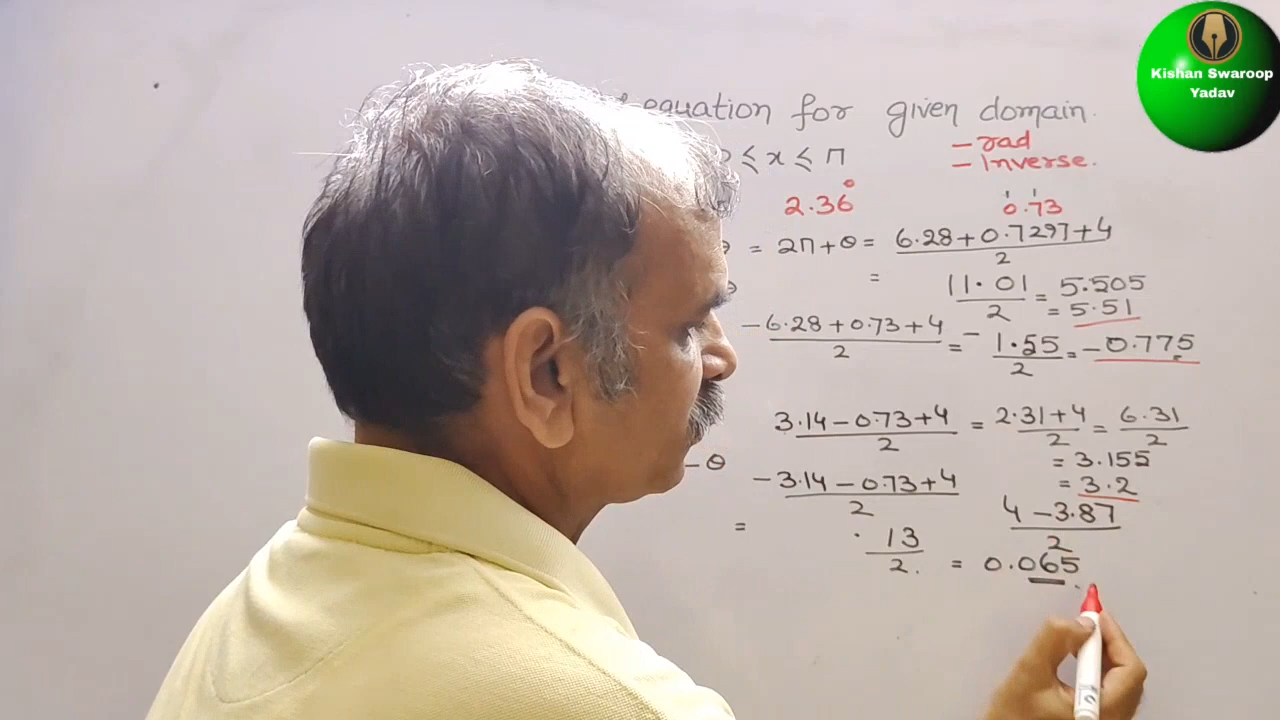 Kishan Swaroop
Yadav
equation for given domain.
⩽ x ⩽ π
– rad
– Inverse.
2.36°
0.73
= 2π + θ = 6.28 + 0.7297 + 4 / 2
= 11.01 / 2 = 5.505
= 5.51
-6.28 + 0.73 + 4 / 2 = - 1.55 / 2 = -0.775
3.14 - 0.73 + 4 / 2 = 2.31 + 4 / 2 = 6.31 / 2
= 3.155
= 3.2
- θ
-3.14 - 0.73 + 4 / 2
4 - 3.87 / 2
= .13 / 2. = 0.065